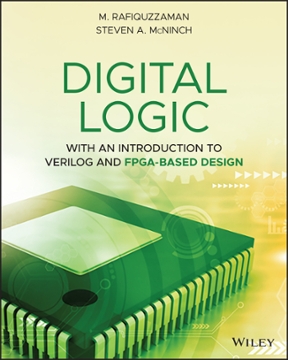 M. RAFIQUZZAMAN
STEVEN A. McNINCH
DIGITAL
LOGIC
WITH AN INTRODUCTION TO
VERILOG AND FPGA-BASED DESIGN
WILEY